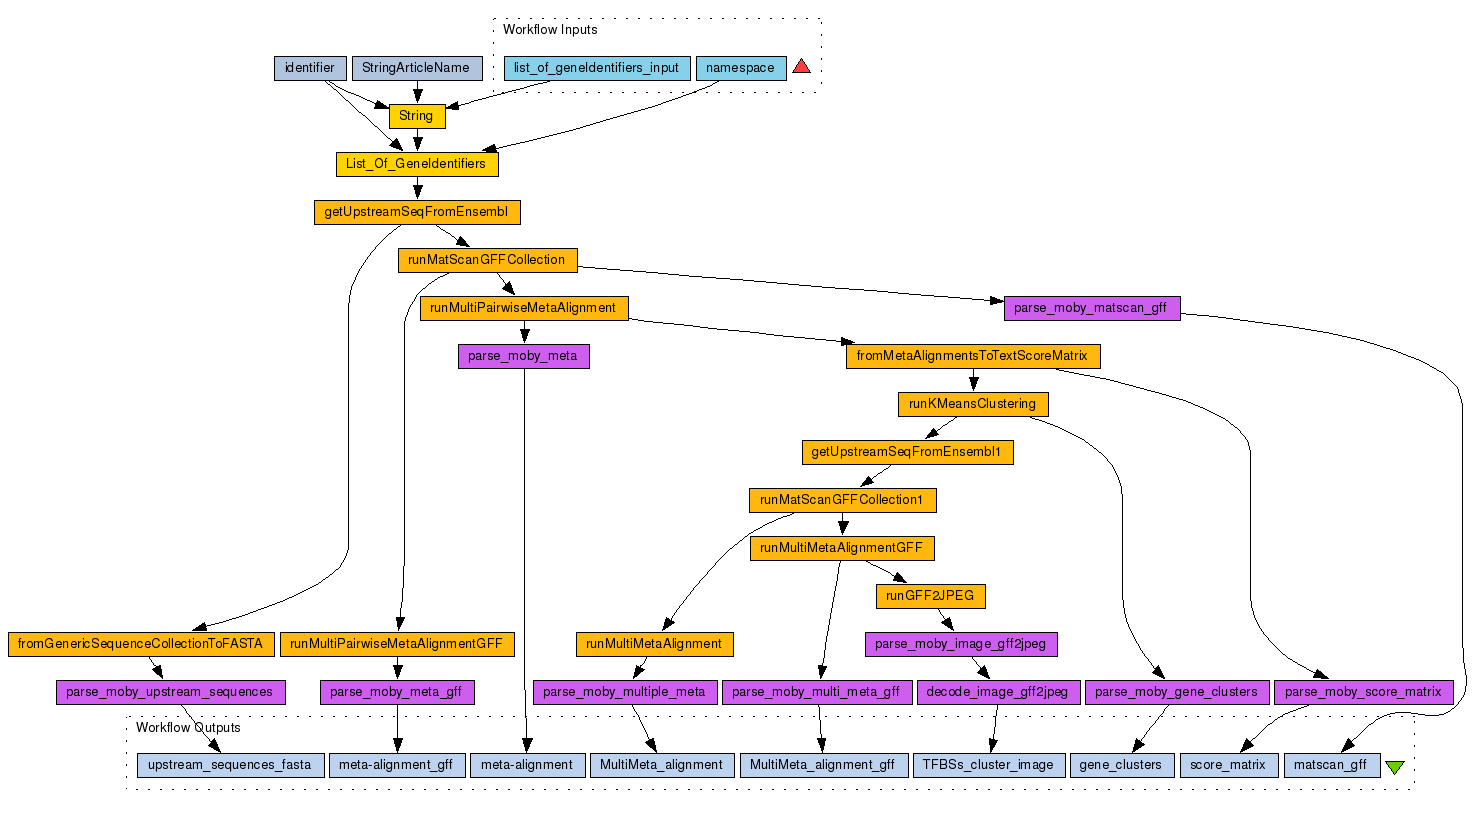 Workflow Inputs
identifier
StringArticleName
list_of_geneIdentifiers_input
namespace
String
List_Of_GeneIdentifiers
getUpstreamSeqFromEnsembl
runMatScanGFFCollection
runMultiPairwiseMetaAlignment
parse_moby_matscan_gff
parse_moby_meta
fromMetaAlignmentsToTextScoreMatrix
runKMeansClustering
getUpstreamSeqFromEnsembl1
runMatScanGFFCollection1
runMultiMetaAlignmentGFF
runGFF2JPEG
fromGenericSequenceCollectionToFASTA
runMultiPairwiseMetaAlignmentGFF
runMultiMetaAlignment
parse_moby_image_gff2jpeg
parse_moby_upstream_sequences
parse_moby_meta_gff
parse_moby_multiple_meta
parse_moby_multi_meta_gff
decode_image_gff2jpeg
parse_moby_gene_clusters
parse_moby_score_matrix
Workflow Outputs
upstream_sequences_fasta
meta-alignment_gff
meta-alignment
MultiMeta_alignment
MultiMeta_alignment_gff
TFBSs_cluster_image
gene_clusters
score_matrix
matscan_gff